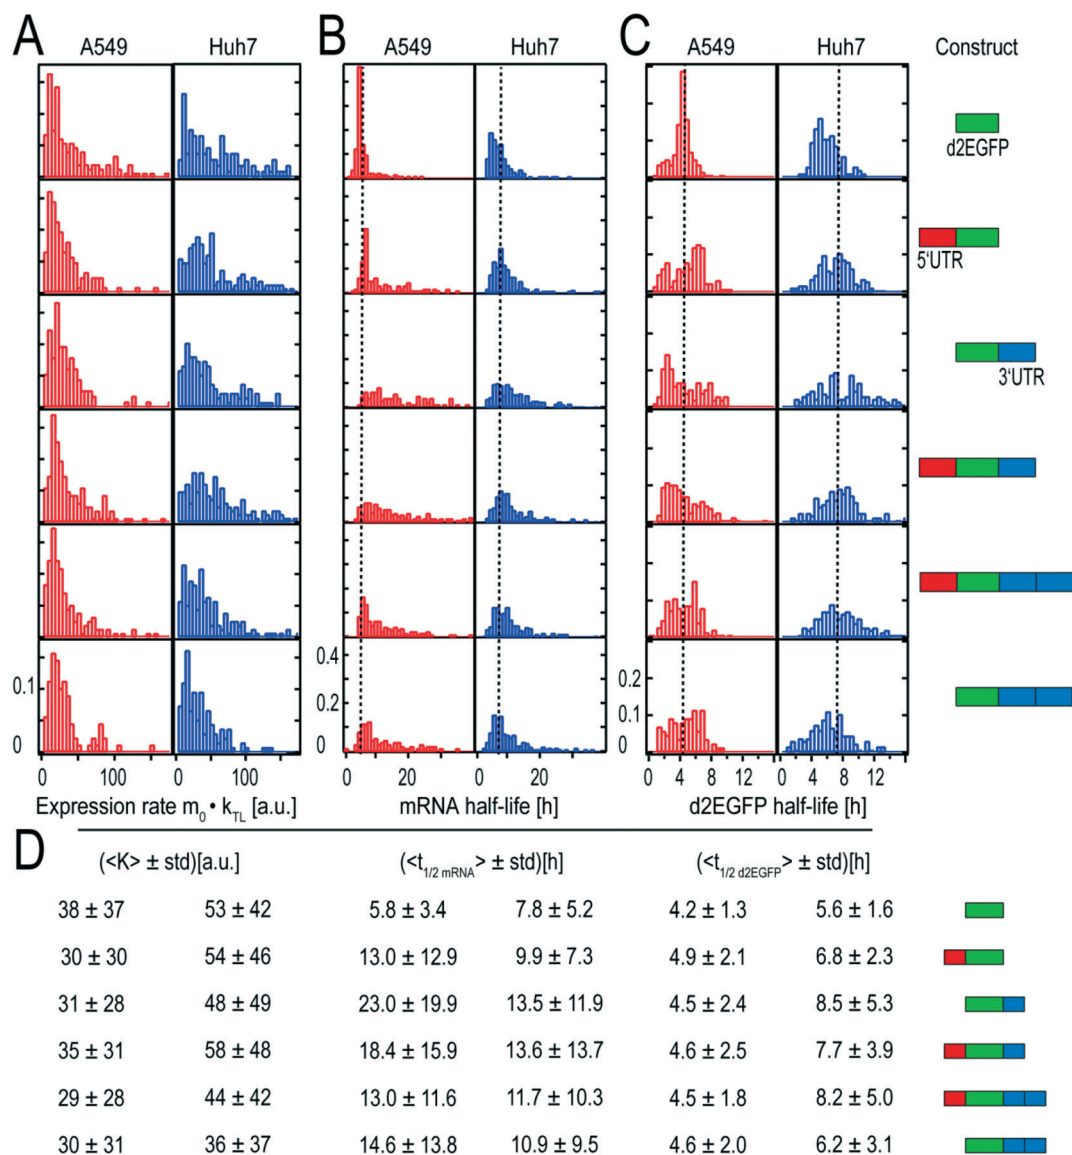 A B C
A549 Huh7 A549 Huh7 A549 Huh7 Construct
d2EGFP
5'UTR
3'UTR
0.1 0.4 0.2
0.2 0.1
0 0 0
0 100 0 100 0 20 0 20 0 4 8 12 0 4 8 12
Expression rate m₀ • k_TL [a.u.] mRNA half-life [h] d2EGFP half-life [h]
D (<K> ± std)[a.u.] (<t_1/2 mRNA> ± std)[h] (<t_1/2 d2EGFP> ± std)[h]
38 ± 37 53 ± 42 5.8 ± 3.4 7.8 ± 5.2 4.2 ± 1.3 5.6 ± 1.6
30 ± 30 54 ± 46 13.0 ± 12.9 9.9 ± 7.3 4.9 ± 2.1 6.8 ± 2.3
31 ± 28 48 ± 49 23.0 ± 19.9 13.5 ± 11.9 4.5 ± 2.4 8.5 ± 5.3
35 ± 31 58 ± 48 18.4 ± 15.9 13.6 ± 13.7 4.6 ± 2.5 7.7 ± 3.9
29 ± 28 44 ± 42 13.0 ± 11.6 11.7 ± 10.3 4.5 ± 1.8 8.2 ± 5.0
30 ± 31 36 ± 37 14.6 ± 13.8 10.9 ± 9.5 4.6 ± 2.0 6.2 ± 3.1